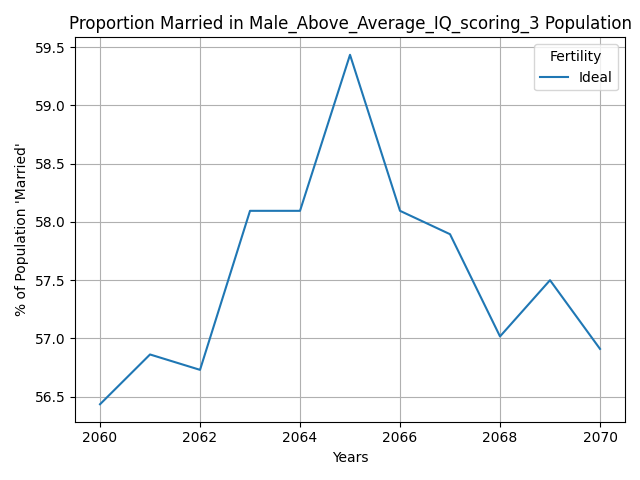 Proportion Married in Male_Above_Average_IQ_scoring_3 Population
Fertility
Ideal
% of Population 'Married'
59.5
59.0
58.5
58.0
57.5
57.0
56.5
2060
2062
2064
2066
2068
2070
Years